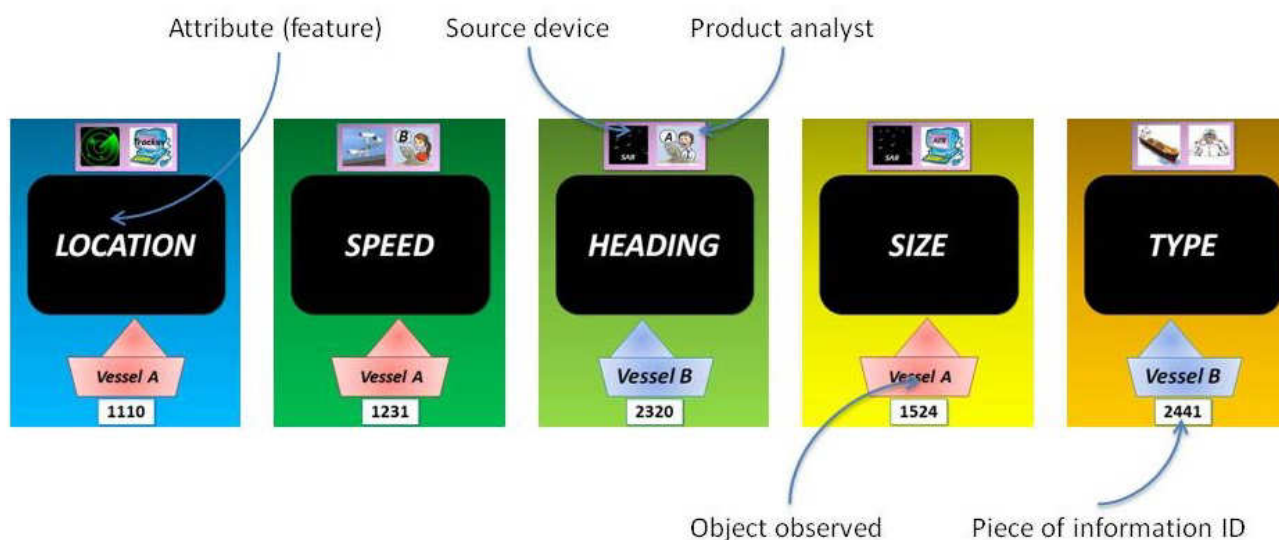 Attribute (feature)
Source device
Product analyst
Tracker
B
SAR
A
SAR
ATR
LOCATION
SPEED
HEADING
SIZE
TYPE
Vessel A
Vessel A
Vessel B
Vessel A
Vessel B
1110
1231
2320
1524
2441
Object observed
Piece of information ID